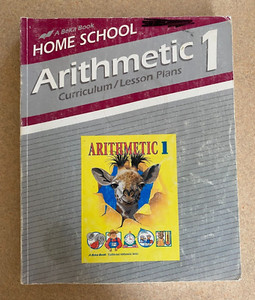 A Beka Book
HOME SCHOOL
Arithmetic 1
Curriculum/Lesson Plans
ARITHMETIC 1